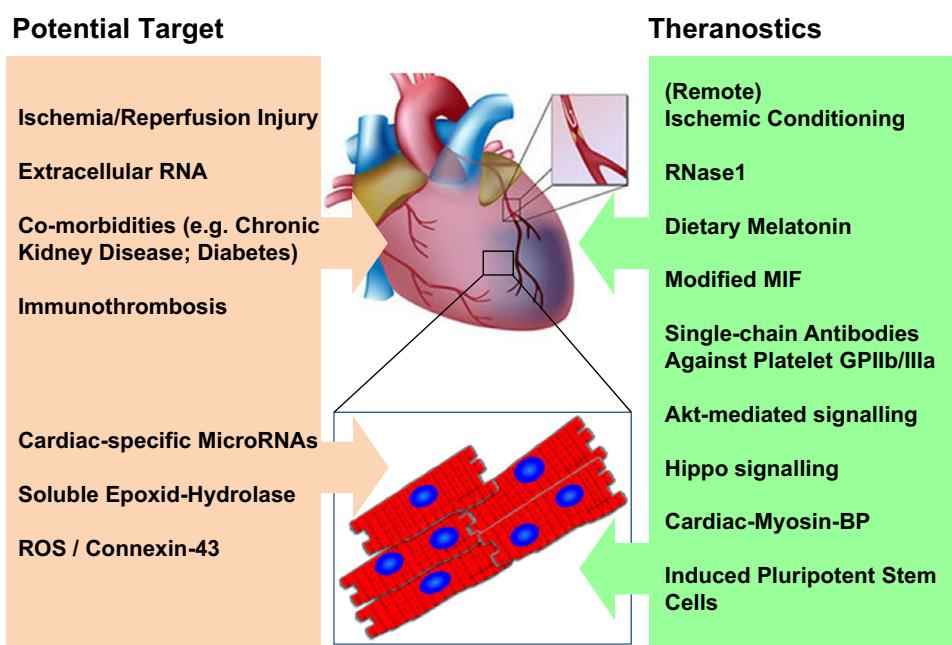 Potential Target
Ischemia/Reperfusion Injury
Extracellular RNA
Co-morbidities (e.g. Chronic
Kidney Disease; Diabetes)
Immunothrombosis
Cardiac-specific MicroRNAs
Soluble Epoxid-Hydrolase
ROS / Connexin-43
Theranostics
(Remote)
Ischemic Conditioning
RNase1
Dietary Melatonin
Modified MIF
Single-chain Antibodies
Against Platelet GPIIb/IIIa
Akt-mediated signalling
Hippo signalling
Cardiac-Myosin-BP
Induced Pluripotent Stem
Cells